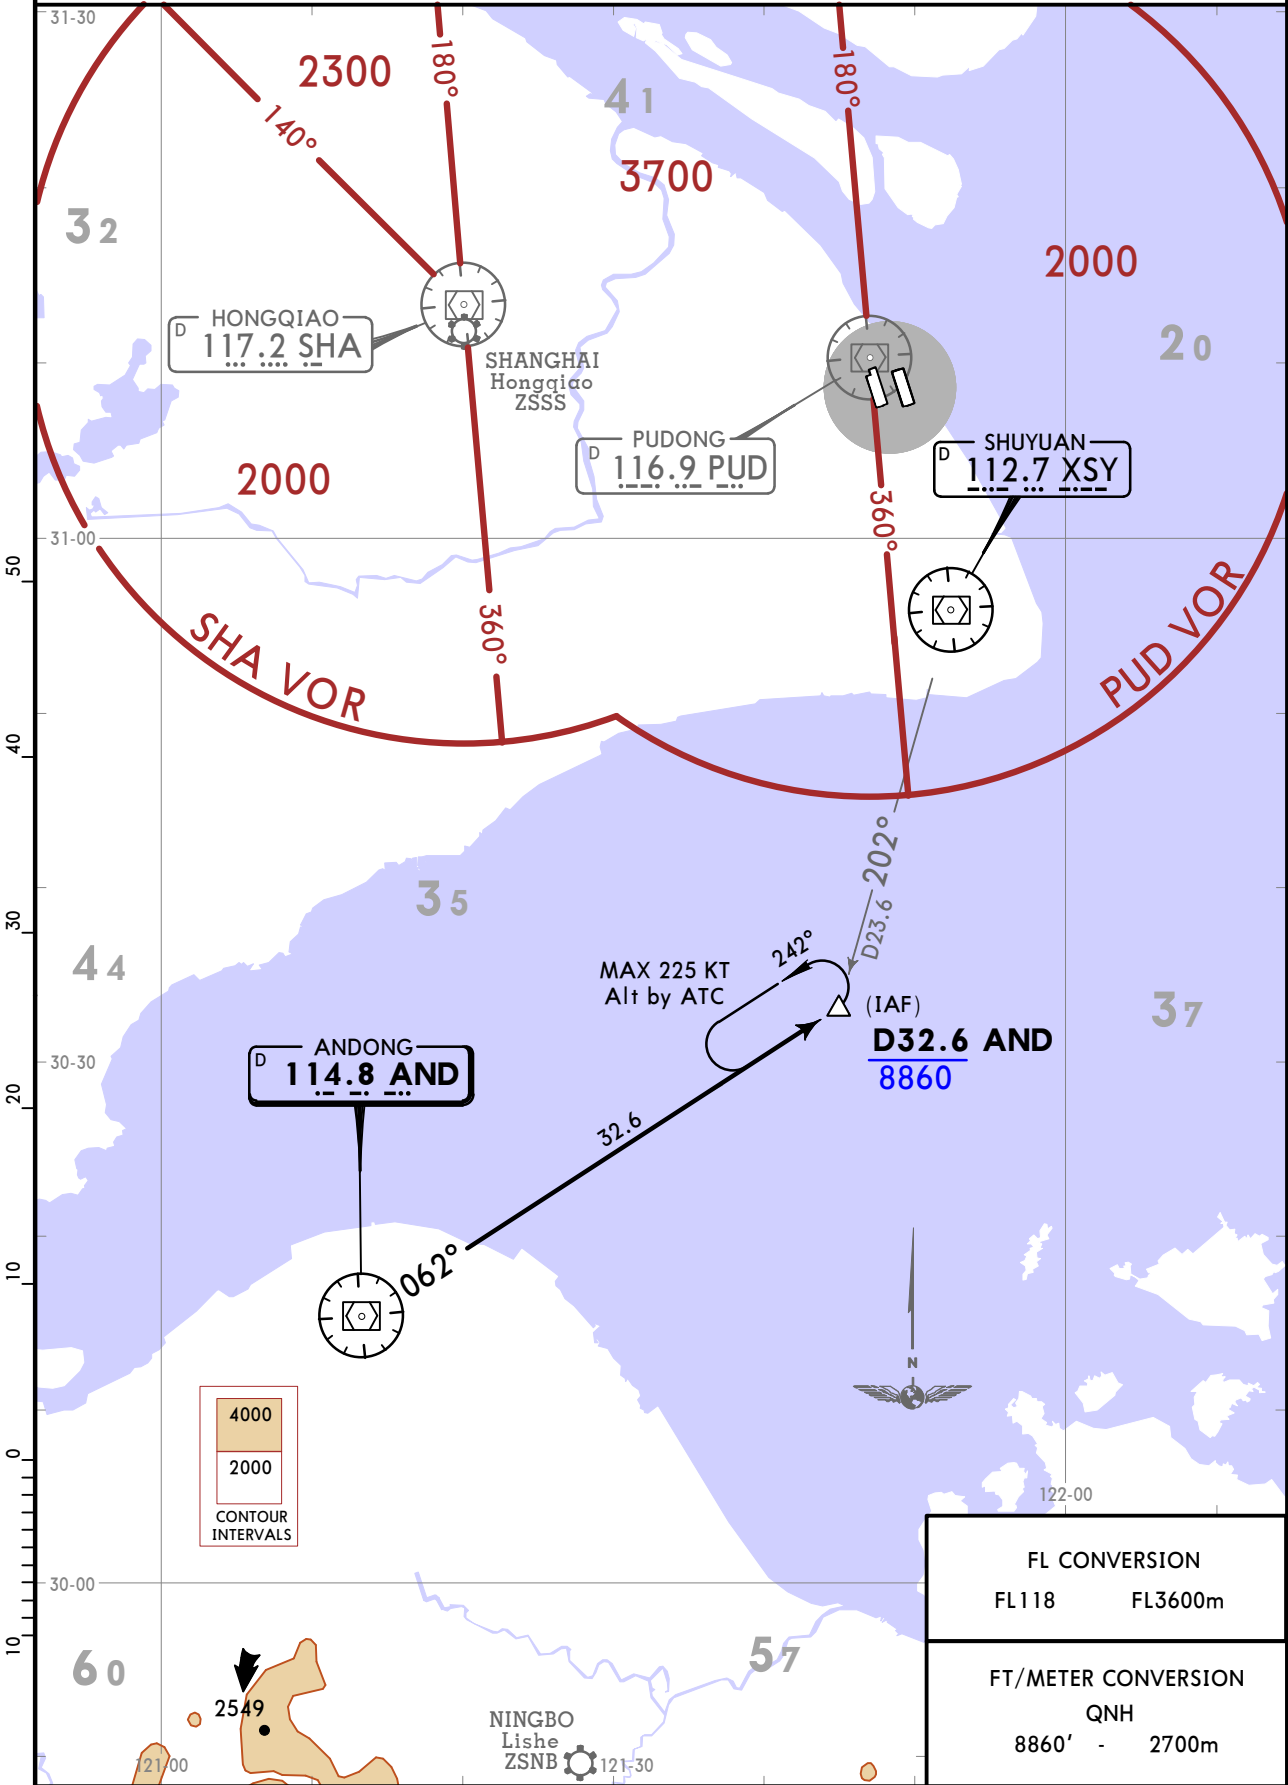 31-30
2300
180°
180°
41
140°
3700
32
2000
HONGQIAO
D 117.2 SHA
20
SHANGHAI
Hongqiao
ZSSS
PUDONG
D 116.9 PUD
SHUYUAN
D 112.7 XSY
2000
360°
31-00
50
360°
SHA VOR
PUD VOR
40
202°
D23.6
35
30
44
242°
MAX 225 KT
Alt by ATC
(IAF)
D32.6 AND
8860
37
ANDONG
D 114.8 AND
30-30
20
32.6
062°
10
N
4000
2000
CONTOUR
INTERVALS
0
122-00
FL CONVERSION
FL118 FL3600m
30-00
10
60
57
FT/METER CONVERSION
QNH
8860' - 2700m
2549
NINGBO
Lishe
ZSNB
121-00
121-30